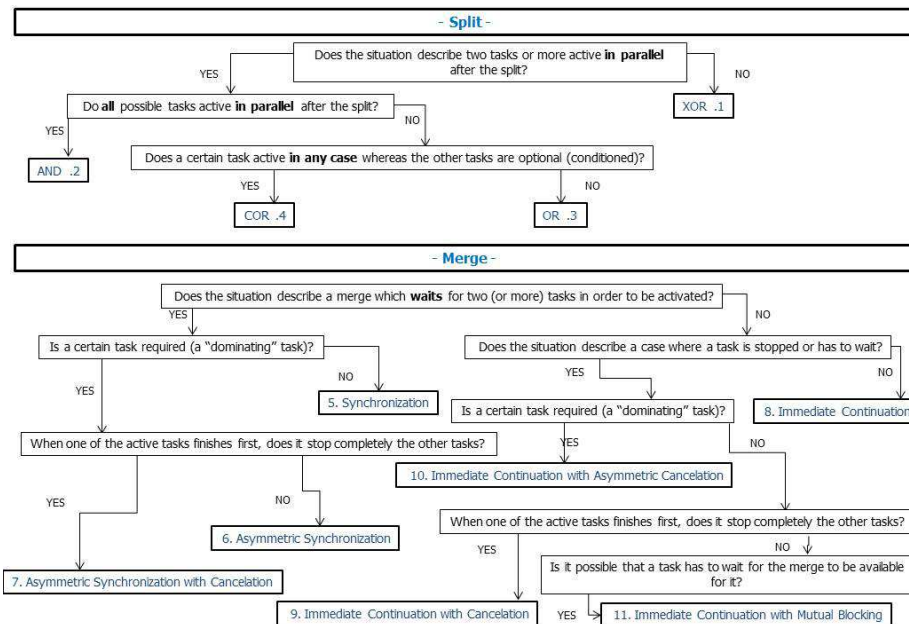 - Split -
Does the situation describe two tasks or more active in parallel
after the split?
YES
NO
Do all possible tasks active in parallel after the split?
XOR .1
YES
NO
AND .2
Does a certain task active in any case whereas the other tasks are optional (conditioned)?
YES
NO
COR .4
OR .3
- Merge -
Does the situation describe a merge which waits for two (or more) tasks in order to be activated?
YES
NO
Is a certain task required (a “dominating” task)?
Does the situation describe a case where a task is stopped or has to wait?
YES
NO
YES
NO
5. Synchronization
Is a certain task required (a “dominating” task)?
8. Immediate Continuation
When one of the active tasks finishes first, does it stop completely the other tasks?
YES
NO
10. Immediate Continuation with Asymmetric Cancelation
YES
NO
When one of the active tasks finishes first, does it stop completely the other tasks?
6. Asymmetric Synchronization
YES
NO
7. Asymmetric Synchronization with Cancelation
Is it possible that a task has to wait for the merge to be available
for it?
9. Immediate Continuation with Cancelation
YES
11. Immediate Continuation with Mutual Blocking